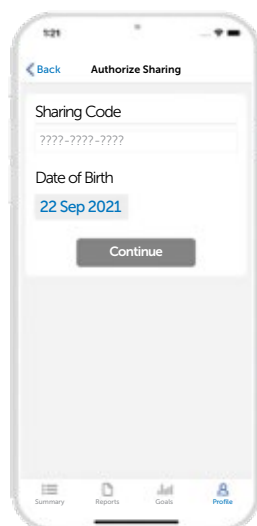 1:21
Back Authorize Sharing
Sharing Code
????-????-????
Date of Birth
22 Sep 2021
Continue
Summary Reports Goals Profile